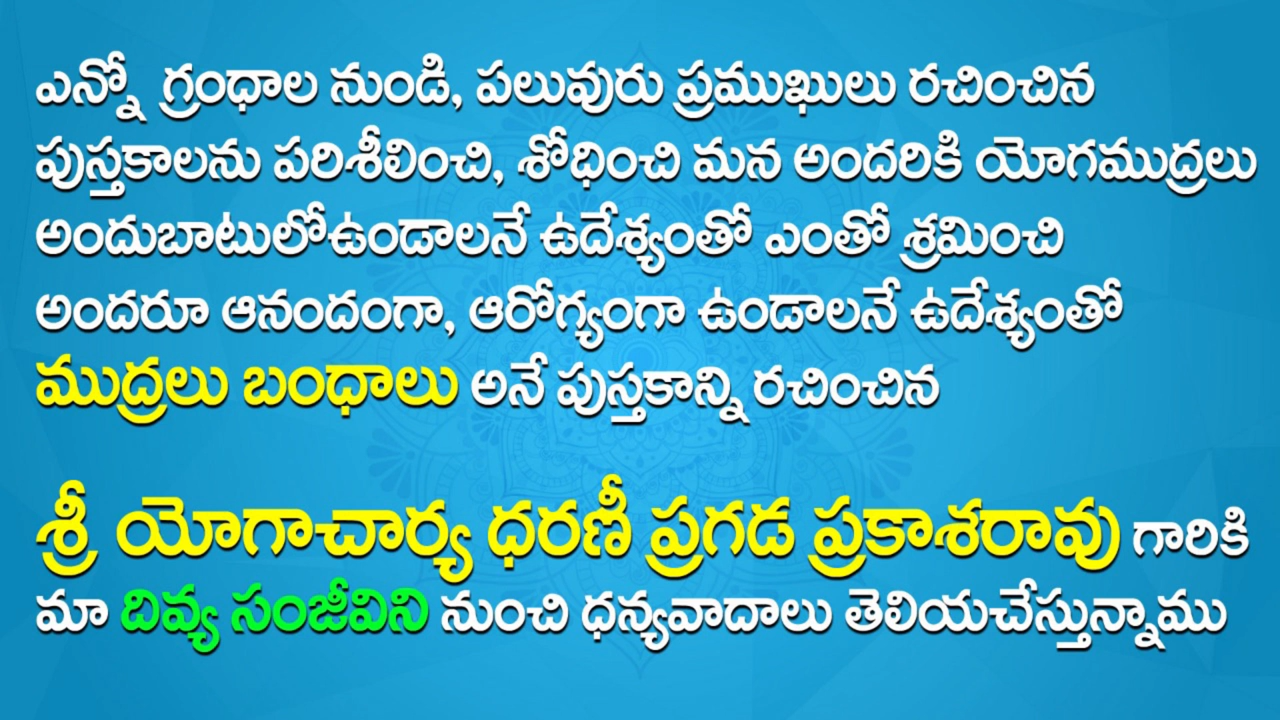 ఎన్నో గ్రంధాల నుండి, పలువురు ప్రముఖులు రచించిన
పుస్తకాలను పరిశీలించి, శోధించి మన అందరికి యోగముద్రలు
అందుబాటులోఉండాలనే ఉదేశ్యంతో ఎంతో శ్రమించి
అందరూ ఆనందంగా, ఆరోగ్యంగా ఉండాలనే ఉదేశ్యంతో
ముద్రలు బంధాలు అనే పుస్తకాన్ని రచించిన
శ్రీ యోగాచార్య ధరణీ ప్రగడ ప్రకాశరావు గారికి
మా దివ్య సంజీవిని నుంచి ధన్యవాదాలు తెలియచేస్తున్నాము